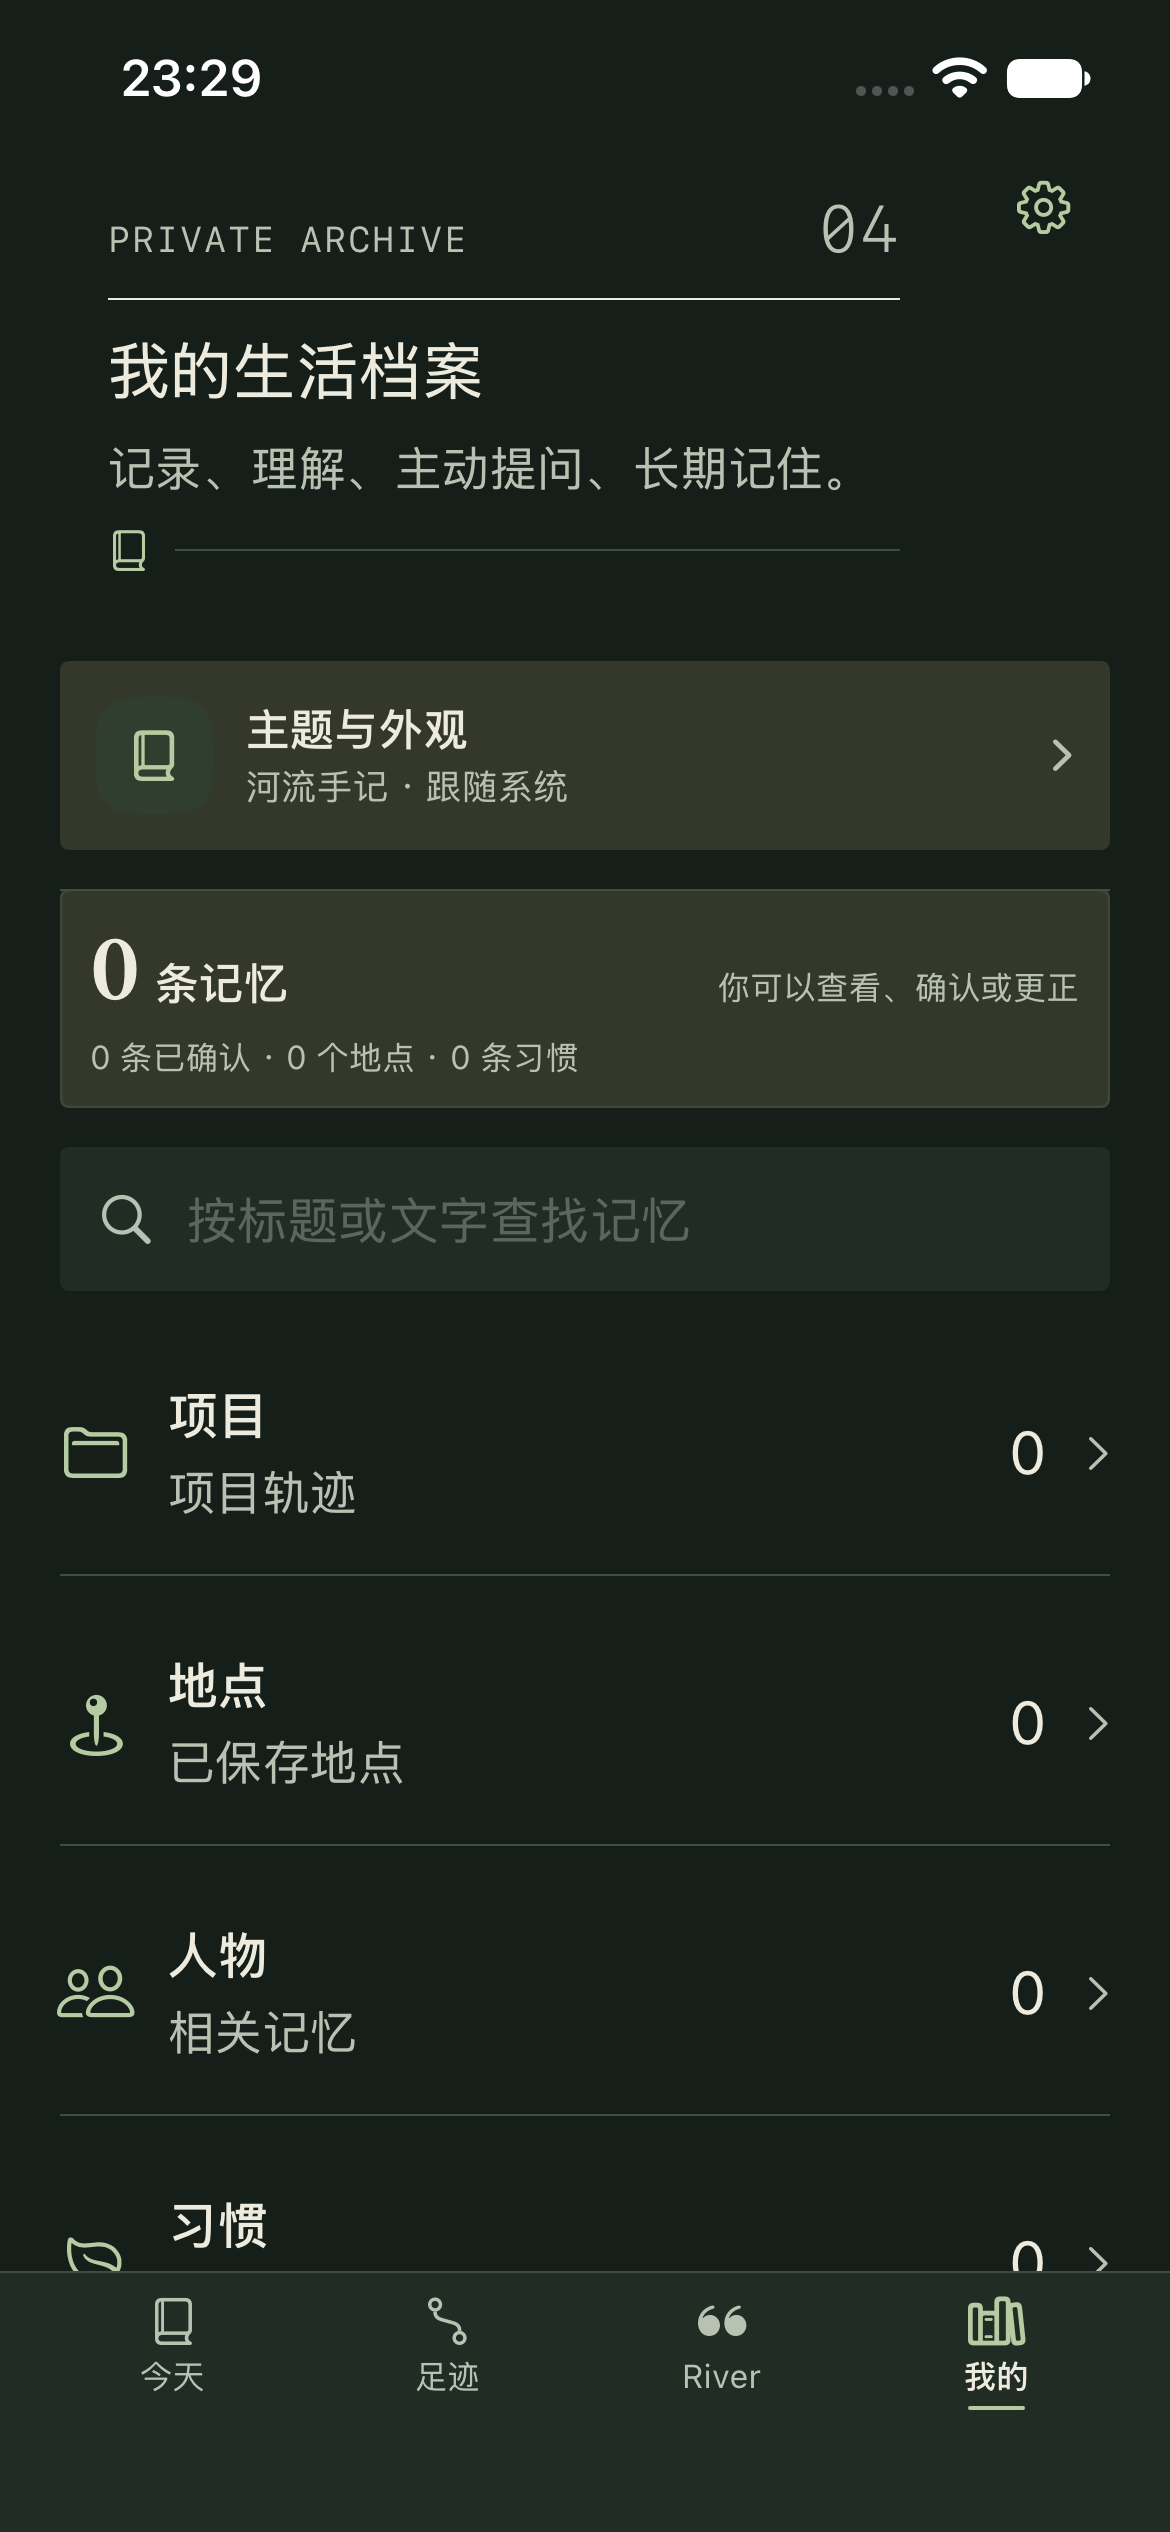 23:29
PRIVATE ARCHIVE 04
我的生活档案
记录、理解、主动提问、长期记住。
主题与外观
河流手记 · 跟随系统
0 条记忆 你可以查看、确认或更正
0 条已确认 · 0 个地点 · 0 条习惯
按标题或文字查找记忆
项目
项目轨迹
0
地点
已保存地点
0
人物
相关记忆
0
习惯
0
今天 足迹 River 我的